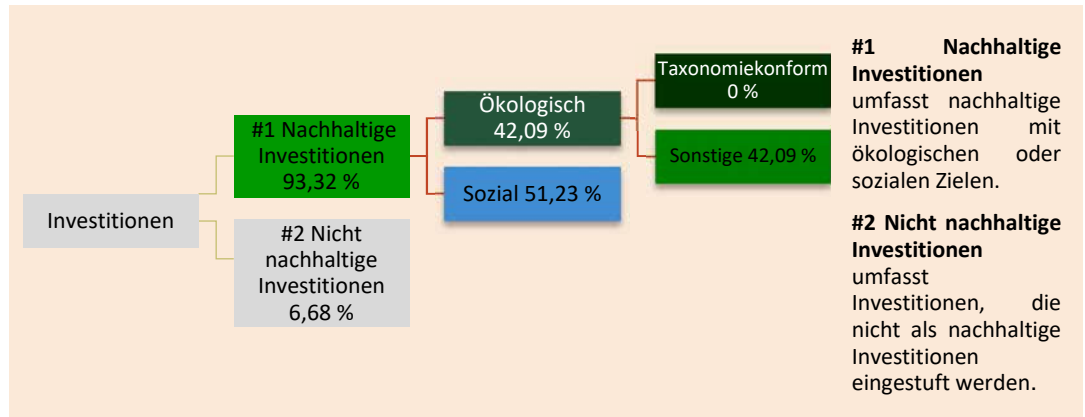 Investitionen
#1 Nachhaltige
Investitionen
93,32 %
#2 Nicht
nachhaltige
Investitionen
6,68 %
Ökologisch
42,09 %
Sozial 51,23 %
Taxonomiekonform
0 %
Sonstige 42,09 %
#1 Nachhaltige
Investitionen
umfasst nachhaltige
Investitionen mit
ökologischen oder
sozialen Zielen.
#2 Nicht nachhaltige
Investitionen
umfasst
Investitionen, die
nicht als nachhaltige
Investitionen
eingestuft werden.